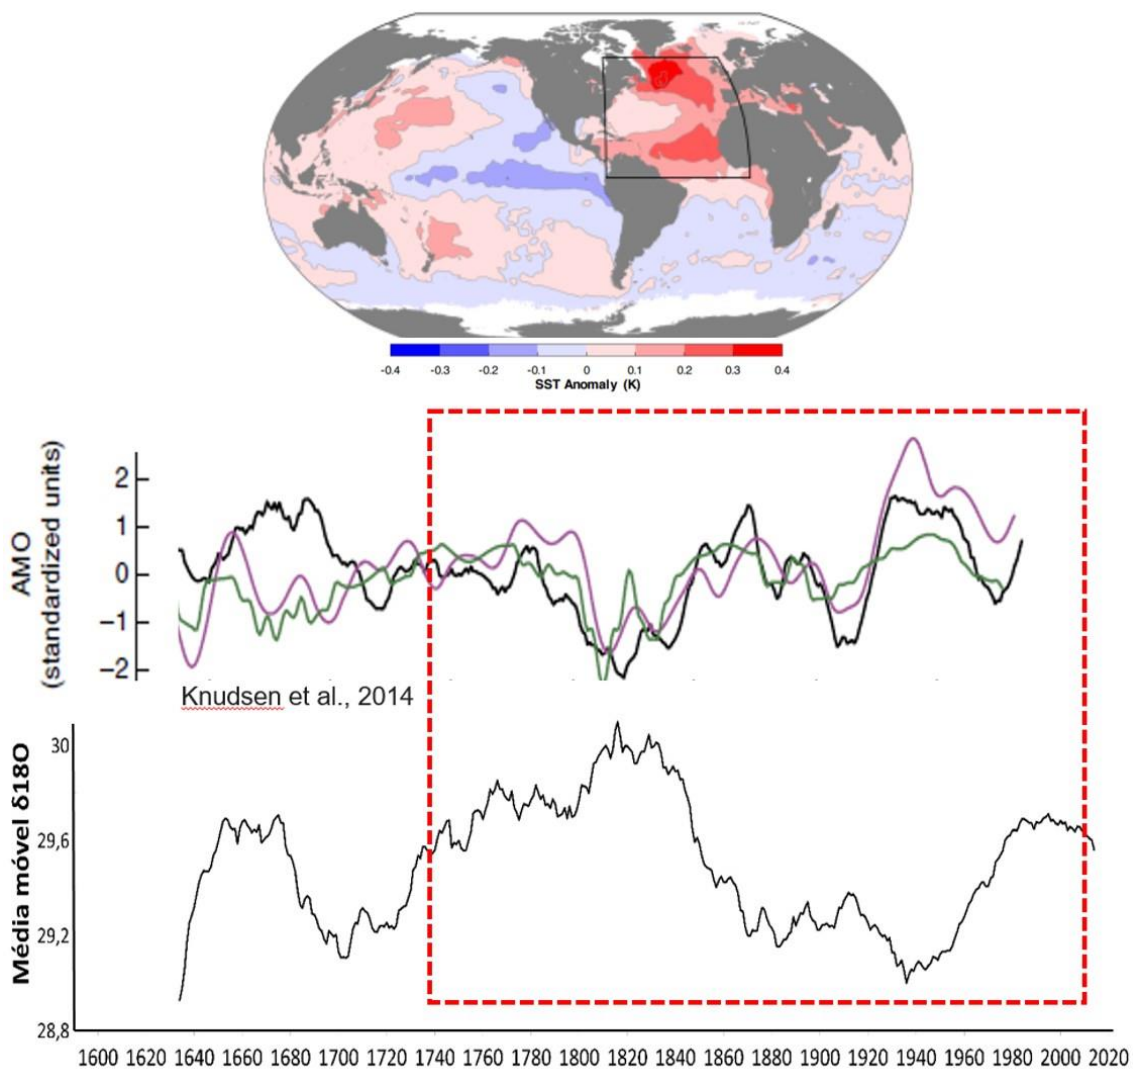 -0.4 -0.3 -0.2 -0.1 0 0.1 0.2 0.3 0.4
SST Anomaly (K)
AMO
(standardized units)
2
1
0
−1
−2
Knudsen et al., 2014
Média móvel δ18O
30
29,6
29,2
28,8
1600 1620 1640 1660 1680 1700 1720 1740 1760 1780 1800 1820 1840 1860 1880 1900 1920 1940 1960 1980 2000 2020